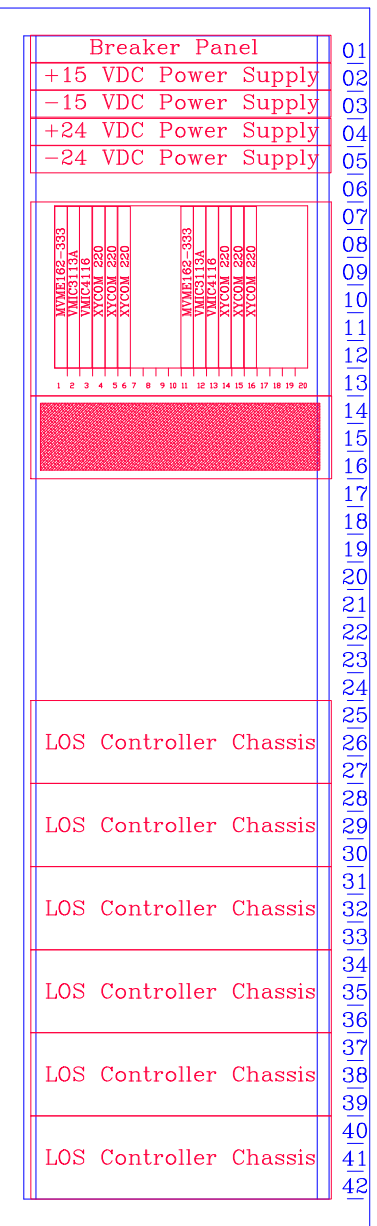 Breaker Panel 01
+15 VDC Power Supply 02
−15 VDC Power Supply 03
+24 VDC Power Supply 04
−24 VDC Power Supply 05
06
07
08
09
10
11
12
13
MVME162-333
VMIC3113A
VMIC4116
XYCOM 220
XYCOM 220
XYCOM 220
MVME162-333
VMIC3113A
VMIC4116
XYCOM 220
XYCOM 220
XYCOM 220
1 2 3 4 5 6 7 8 9 10 11 12 13 14 15 16 17 18 19 20
14
15
16
17
18
19
20
21
22
23
24
25
LOS Controller Chassis 26
27
28
LOS Controller Chassis 29
30
31
LOS Controller Chassis 32
33
34
LOS Controller Chassis 35
36
37
LOS Controller Chassis 38
39
40
LOS Controller Chassis 41
42